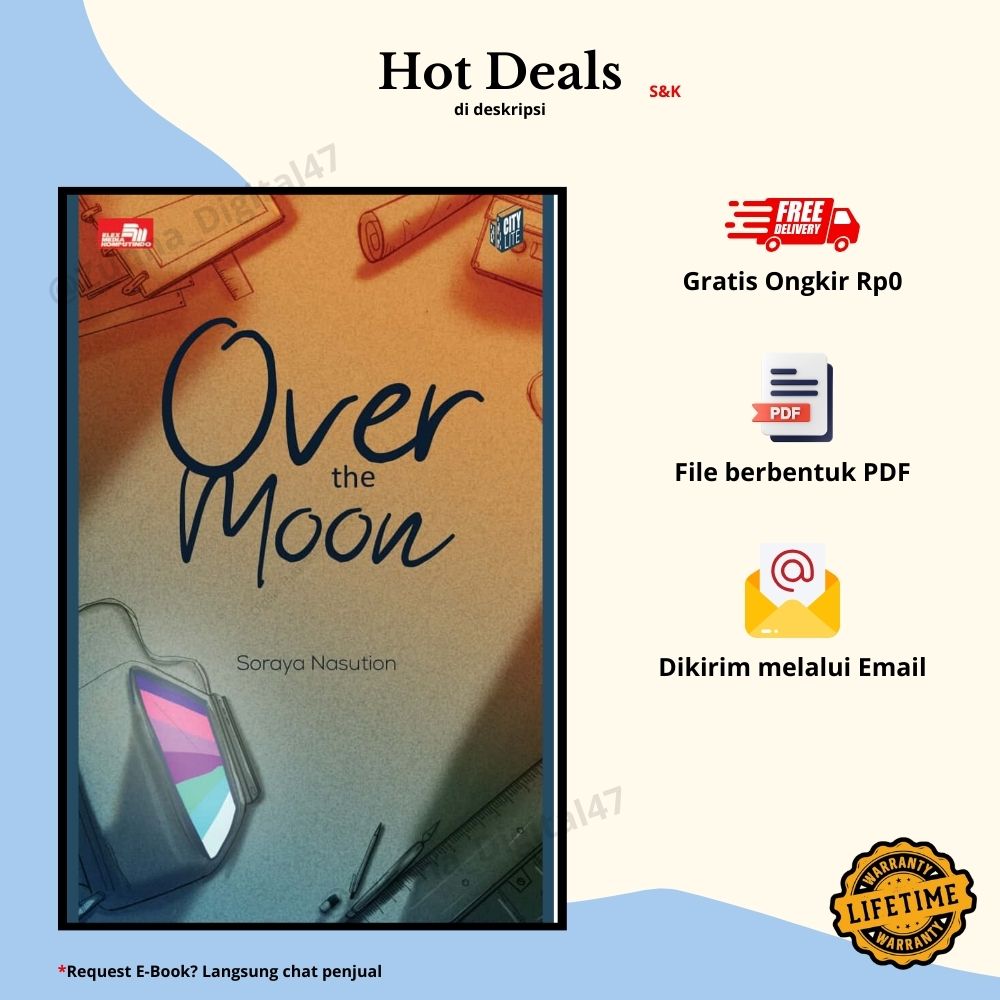 Hot Deals
S&K
di deskripsi
ELEX
MEDIA
KOMPUTINDO
CITY
LITE
Over
the
Moon
Soraya Nasution
FREE
DELIVERY
Gratis Ongkir Rp0
PDF
File berbentuk PDF
@
Dikirim melalui Email
WARRANTY
LIFETIME
WARRANTY
*Request E-Book? Langsung chat penjual